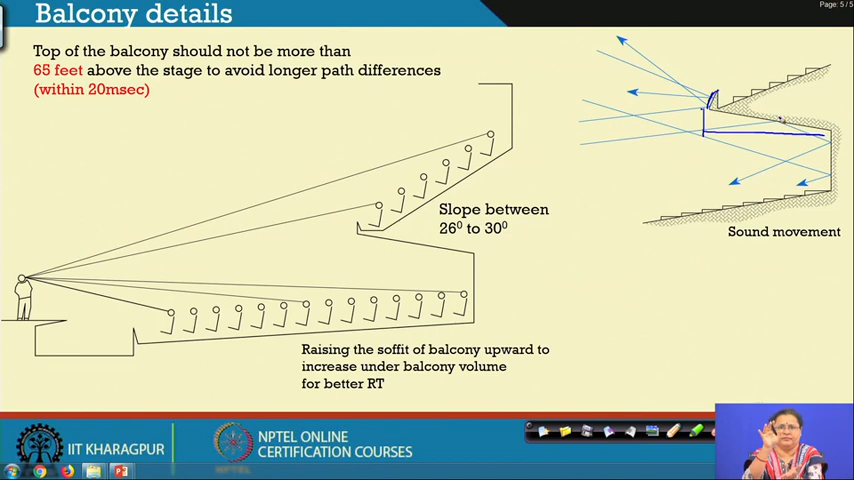 Balcony details
Page: 5 / 5
Top of the balcony should not be more than
65 feet above the stage to avoid longer path differences
(within 20msec)
Slope between
26⁰ to 30⁰
Sound movement
Raising the soffit of balcony upward to
increase under balcony volume
for better RT
IIT KHARAGPUR
NPTEL
NPTEL ONLINE
CERTIFICATION COURSES